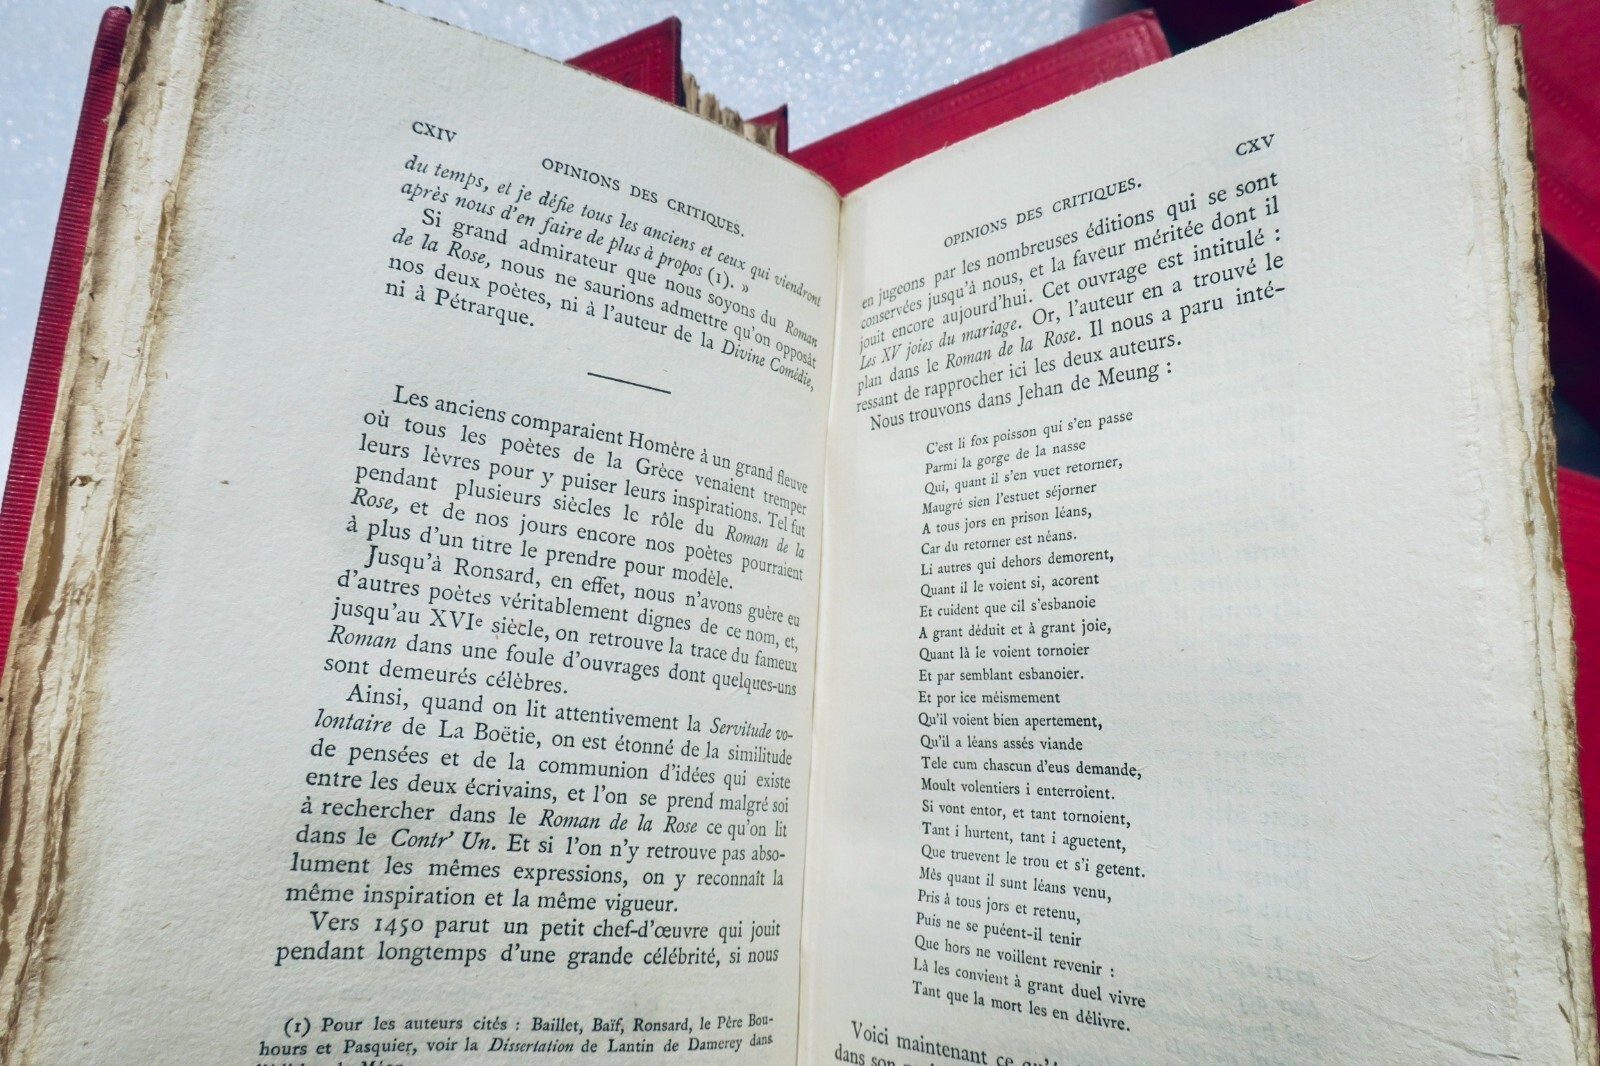 CXIV
OPINIONS DES CRITIQUES.
du temps, et je défie tous les anciens et ceux qui viendront
après nous d'en faire de plus à propos (1). »
Si grand admirateur que nous soyons du Roman
de la Rose, nous ne saurions admettre qu'on opposât
nos deux poètes, ni à l'auteur de la Divine Comédie,
ni à Pétrarque.
Les anciens comparaient Homère à un grand fleuve
où tous les poètes de la Grèce venaient tremper
leurs lèvres pour y puiser leurs inspirations. Tel fut
pendant plusieurs siècles le rôle du Roman de la
Rose, et de nos jours encore nos poètes pourraient
à plus d'un titre le prendre pour modèle.
Jusqu'à Ronsard, en effet, nous n'avons guère eu
d'autres poètes véritablement dignes de ce nom, et,
jusqu'au XVIe siècle, on retrouve la trace du fameux
Roman dans une foule d'ouvrages dont quelques-uns
sont demeurés célèbres.
Ainsi, quand on lit attentivement la Servitude vo-
lontaire de La Boëtie, on est étonné de la similitude
de pensées et de la communion d'idées qui existe
entre les deux écrivains, et l'on se prend malgré soi
à rechercher dans le Roman de la Rose ce qu'on lit
dans le Contr' Un. Et si l'on n'y retrouve pas abso-
lument les mêmes expressions, on y reconnaît la
même inspiration et la même vigueur.
Vers 1450 parut un petit chef-d'œuvre qui jouit
pendant longtemps d'une grande célébrité, si nous
(1) Pour les auteurs cités : Baillet, Baïf, Ronsard, le Père Bou-
hours et Pasquier, voir la Dissertation de Lantin de Damerey dans
CXV
OPINIONS DES CRITIQUES.
en jugeons par les nombreuses éditions qui se sont
conservées jusqu'à nous, et la faveur méritée dont il
jouit encore aujourd'hui. Cet ouvrage est intitulé :
Les XV joies du mariage. Or, l'auteur en a trouvé le
plan dans le Roman de la Rose. Il nous a paru inté-
ressant de rapprocher ici les deux auteurs.
Nous trouvons dans Jehan de Meung :
C'est li fox poisson qui s'en passe
Parmi la gorge de la nasse
Qui, quant il s'en vuet retorner,
Maugré sien l'estuet séjorner
A tous jors en prison léans,
Car du retorner est néans.
Li autres qui dehors demorent,
Quant il le voient si, acorent
Et cuident que cil s'esbanoie
A grant déduit et à grant joie,
Quant là le voient tornoier
Et par semblant esbanoier.
Et por ice méismement
Qu'il voient bien apertement,
Qu'il a léans assés viande
Tele cum chascun d'eus demande,
Moult volentiers i enterroient.
Si vont entor, et tant tornoient,
Tant i hurtent, tant i aguetent,
Que truevent le trou et s'i getent.
Mès quant il sunt léans venu,
Pris à tous jors et retenu,
Puis ne se puéent-il tenir
Que hors ne voillent revenir :
Là les convient à grant duel vivre
Tant que la mort les en délivre.
Voici maintenant ce
dans son